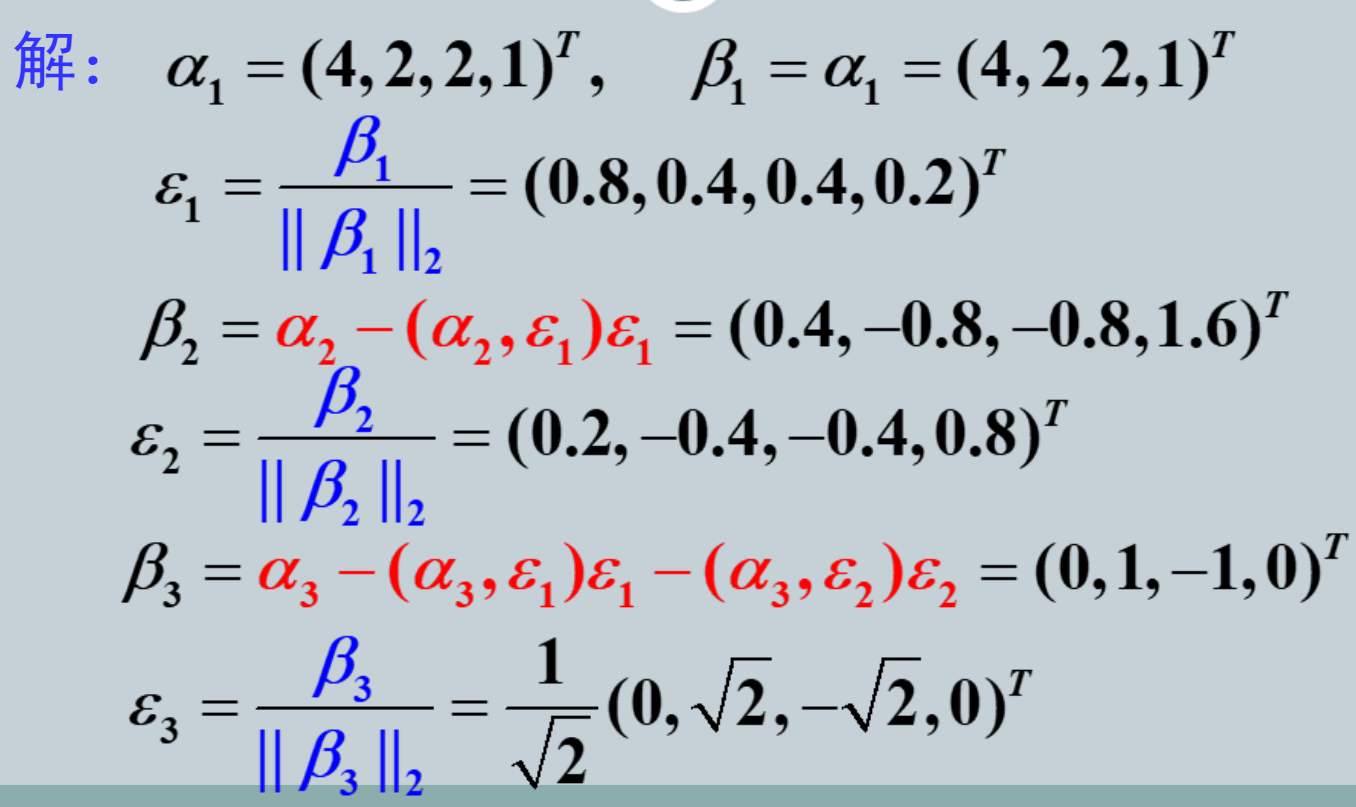 解: α₁ = (4, 2, 2, 1)ᵀ, β₁ = α₁ = (4, 2, 2, 1)ᵀ
ε₁ = β₁ / ||β₁||₂ = (0.8, 0.4, 0.4, 0.2)ᵀ
β₂ = α₂ − (α₂, ε₁)ε₁ = (0.4, −0.8, −0.8, 1.6)ᵀ
ε₂ = β₂ / ||β₂||₂ = (0.2, −0.4, −0.4, 0.8)ᵀ
β₃ = α₃ − (α₃, ε₁)ε₁ − (α₃, ε₂)ε₂ = (0, 1, −1, 0)ᵀ
ε₃ = β₃ / ||β₃||₂ = 1/√2 (0, √2, −√2, 0)ᵀ